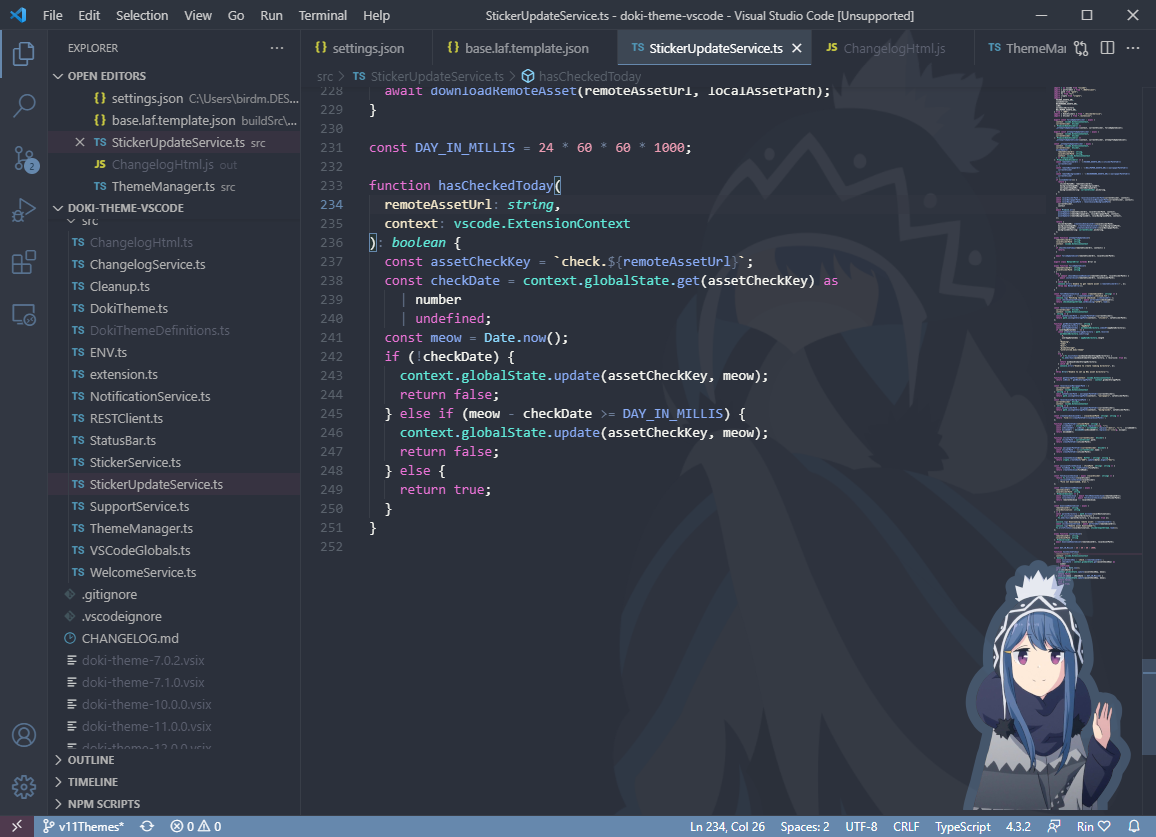 File Edit Selection View Go Run Terminal Help StickerUpdateService.ts - doki-theme-vscode - Visual Studio Code [Unsupported]
EXPLORER
OPEN EDITORS
{} settings.json C:\Users\birdm.DES...
{} base.laf.template.json buildSrc\...
TS StickerUpdateService.ts src
JS ChangelogHtml.js out
TS ThemeManager.ts src
DOKI-THEME-VSCODE
src
TS ChangelogHtml.ts
TS ChangelogService.ts
TS Cleanup.ts
TS DokiTheme.ts
TS DokiThemeDefinitions.ts
TS ENV.ts
TS extension.ts
TS NotificationService.ts
TS RESTClient.ts
TS StatusBar.ts
TS StickerService.ts
TS StickerUpdateService.ts
TS SupportService.ts
TS ThemeManager.ts
TS VSCodeGlobals.ts
TS WelcomeService.ts
.gitignore
.vscodeignore
CHANGELOG.md
doki-theme-7.0.2.vsix
doki-theme-7.1.0.vsix
doki-theme-10.0.0.vsix
doki-theme-11.0.0.vsix
doki-theme-12.0.0.vsix
OUTLINE
TIMELINE
NPM SCRIPTS
2
{} settings.json {} base.laf.template.json TS StickerUpdateService.ts JS ChangelogHtml.js TS ThemeMa
src > TS StickerUpdateService.ts > hasCheckedToday
228 await downloadRemoteAsset(remoteAssetUrl, localAssetPath);
229 }
230
231 const DAY_IN_MILLIS = 24 * 60 * 60 * 1000;
232
233 function hasCheckedToday(
234 remoteAssetUrl: string,
235 context: vscode.ExtensionContext
236 ): boolean {
237 const assetCheckKey = `check.${remoteAssetUrl}`;
238 const checkDate = context.globalState.get(assetCheckKey) as
239 | number
240 | undefined;
241 const meow = Date.now();
242 if (!checkDate) {
243 context.globalState.update(assetCheckKey, meow);
244 return false;
245 } else if (meow - checkDate >= DAY_IN_MILLIS) {
246 context.globalState.update(assetCheckKey, meow);
247 return false;
248 } else {
249 return true;
250 }
251 }
252
v11Themes* 0 0 Ln 234, Col 26 Spaces: 2 UTF-8 CRLF TypeScript 4.3.2 Rin